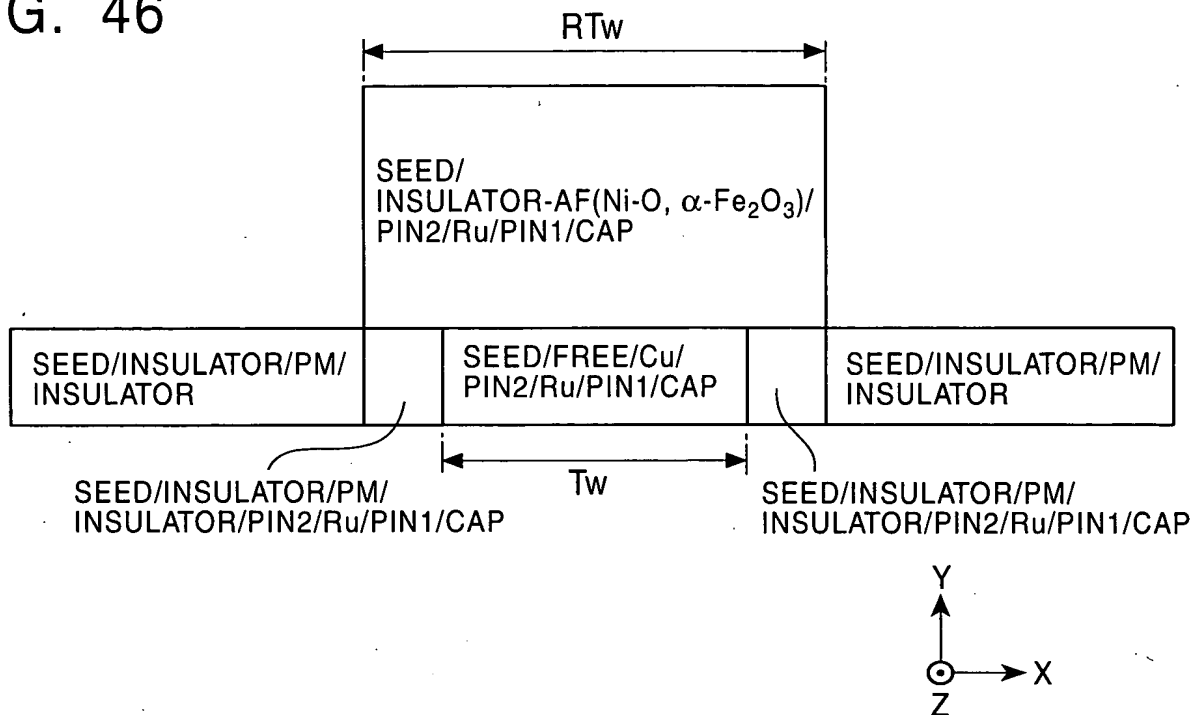 G. 46
RTw
SEED/
INSULATOR-AF(Ni-O, α-Fe₂O₃)/
PIN2/Ru/PIN1/CAP
SEED/INSULATOR/PM/
INSULATOR
SEED/FREE/Cu/
PIN2/Ru/PIN1/CAP
SEED/INSULATOR/PM/
INSULATOR
Tw
SEED/INSULATOR/PM/
INSULATOR/PIN2/Ru/PIN1/CAP
SEED/INSULATOR/PM/
INSULATOR/PIN2/Ru/PIN1/CAP
Y
X
Z